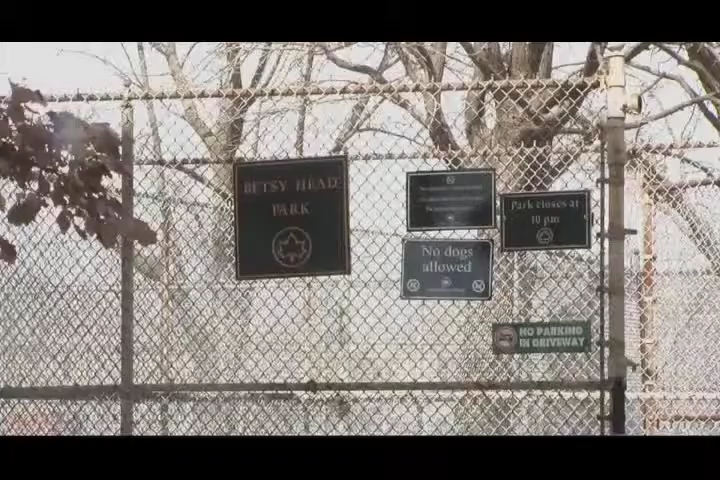 BETSY HEAD
PARK
Park closes at
10 pm
No dogs
allowed
NO PARKING
IN DRIVEWAY